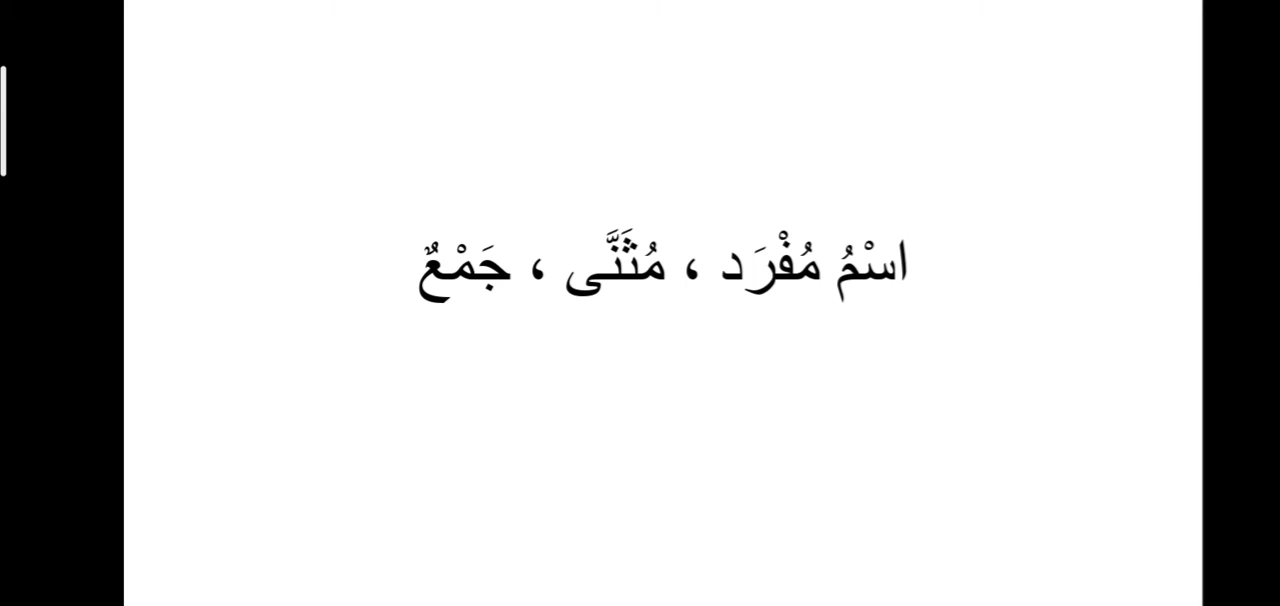 اسْمُ مُفْرَد ، مُثَنَّى ، جَمْعٌ